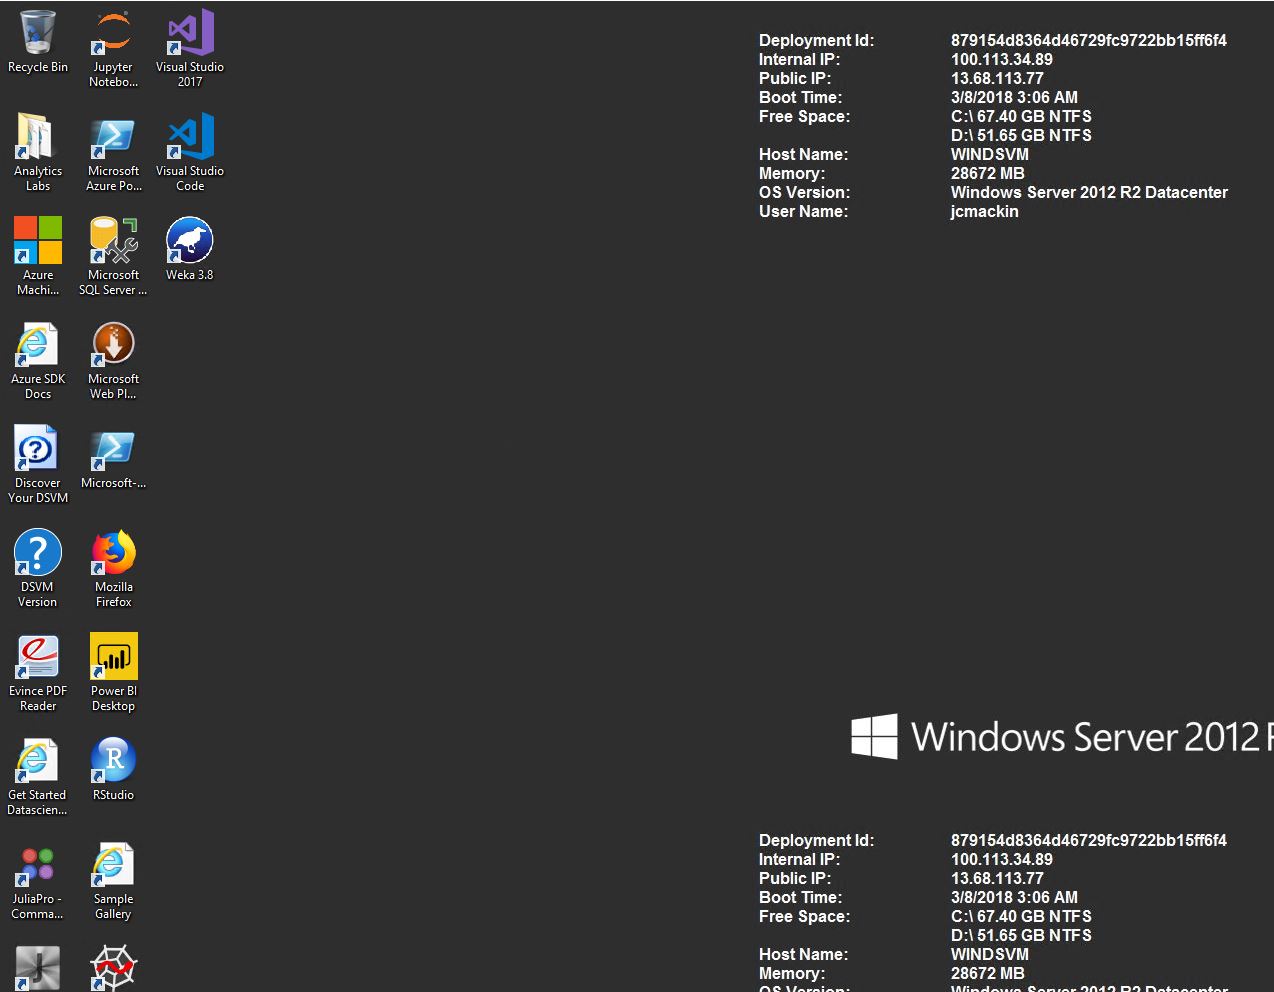 Recycle Bin
Jupyter
Notebo...
Visual Studio
2017
Analytics
Labs
Microsoft
Azure Po...
Visual Studio
Code
Azure
Machi...
Microsoft
SQL Server ...
Weka 3.8
Azure SDK
Docs
Microsoft
Web Pl...
Discover
Your DSVM
Microsoft-...
DSVM
Version
Mozilla
Firefox
Evince PDF
Reader
Power BI
Desktop
Get Started
Datascien...
R
RStudio
JuliaPro -
Comma...
Sample
Gallery
J
Deployment Id: 879154d8364d46729fc9722bb15ff6f4
Internal IP: 100.113.34.89
Public IP: 13.68.113.77
Boot Time: 3/8/2018 3:06 AM
Free Space: C:\ 67.40 GB NTFS
D:\ 51.65 GB NTFS
Host Name: WINDSVM
Memory: 28672 MB
OS Version: Windows Server 2012 R2 Datacenter
User Name: jcmackin
Windows Server 2012 R
Deployment Id: 879154d8364d46729fc9722bb15ff6f4
Internal IP: 100.113.34.89
Public IP: 13.68.113.77
Boot Time: 3/8/2018 3:06 AM
Free Space: C:\ 67.40 GB NTFS
D:\ 51.65 GB NTFS
Host Name: WINDSVM
Memory: 28672 MB
OS Version: Windows Server 2012 R2 Datacenter